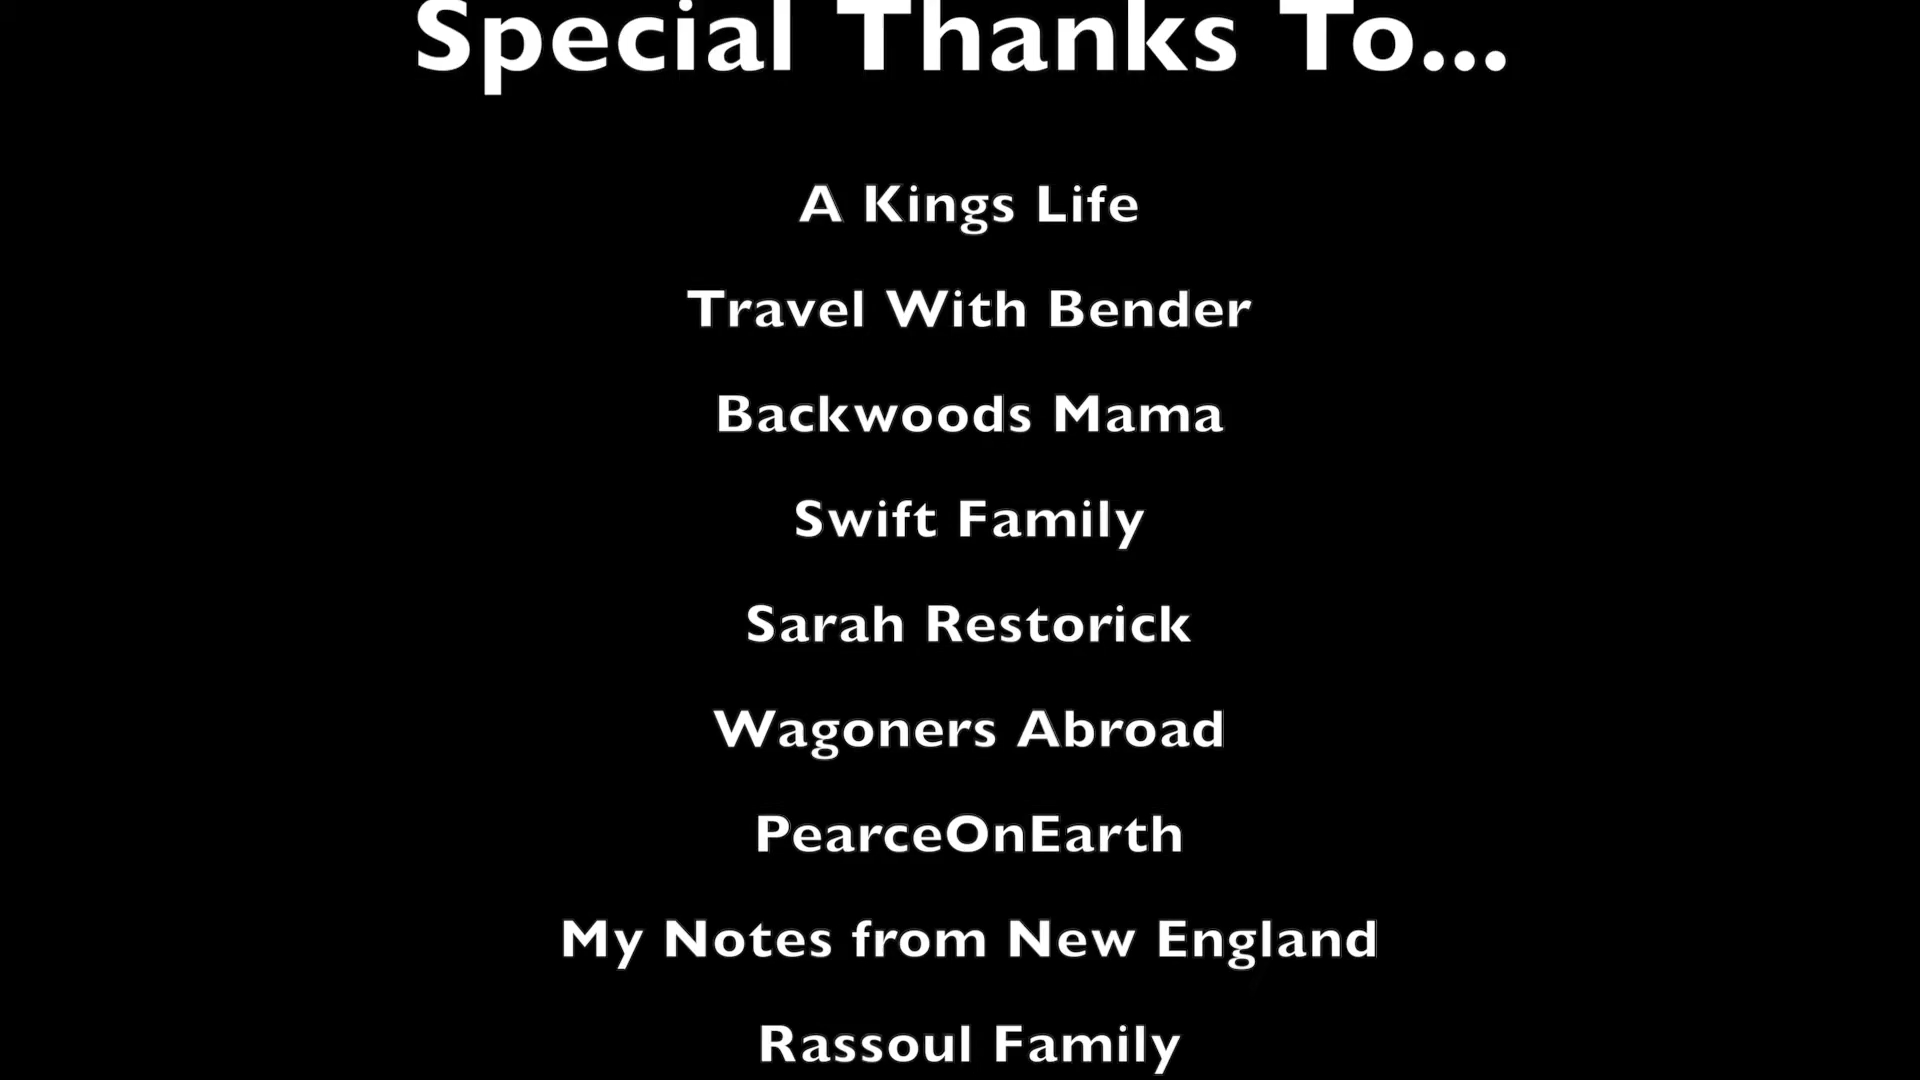 Special Thanks To...
A Kings Life
Travel With Bender
Backwoods Mama
Swift Family
Sarah Restorick
Wagoners Abroad
PearceOnEarth
My Notes from New England
Rassoul Family